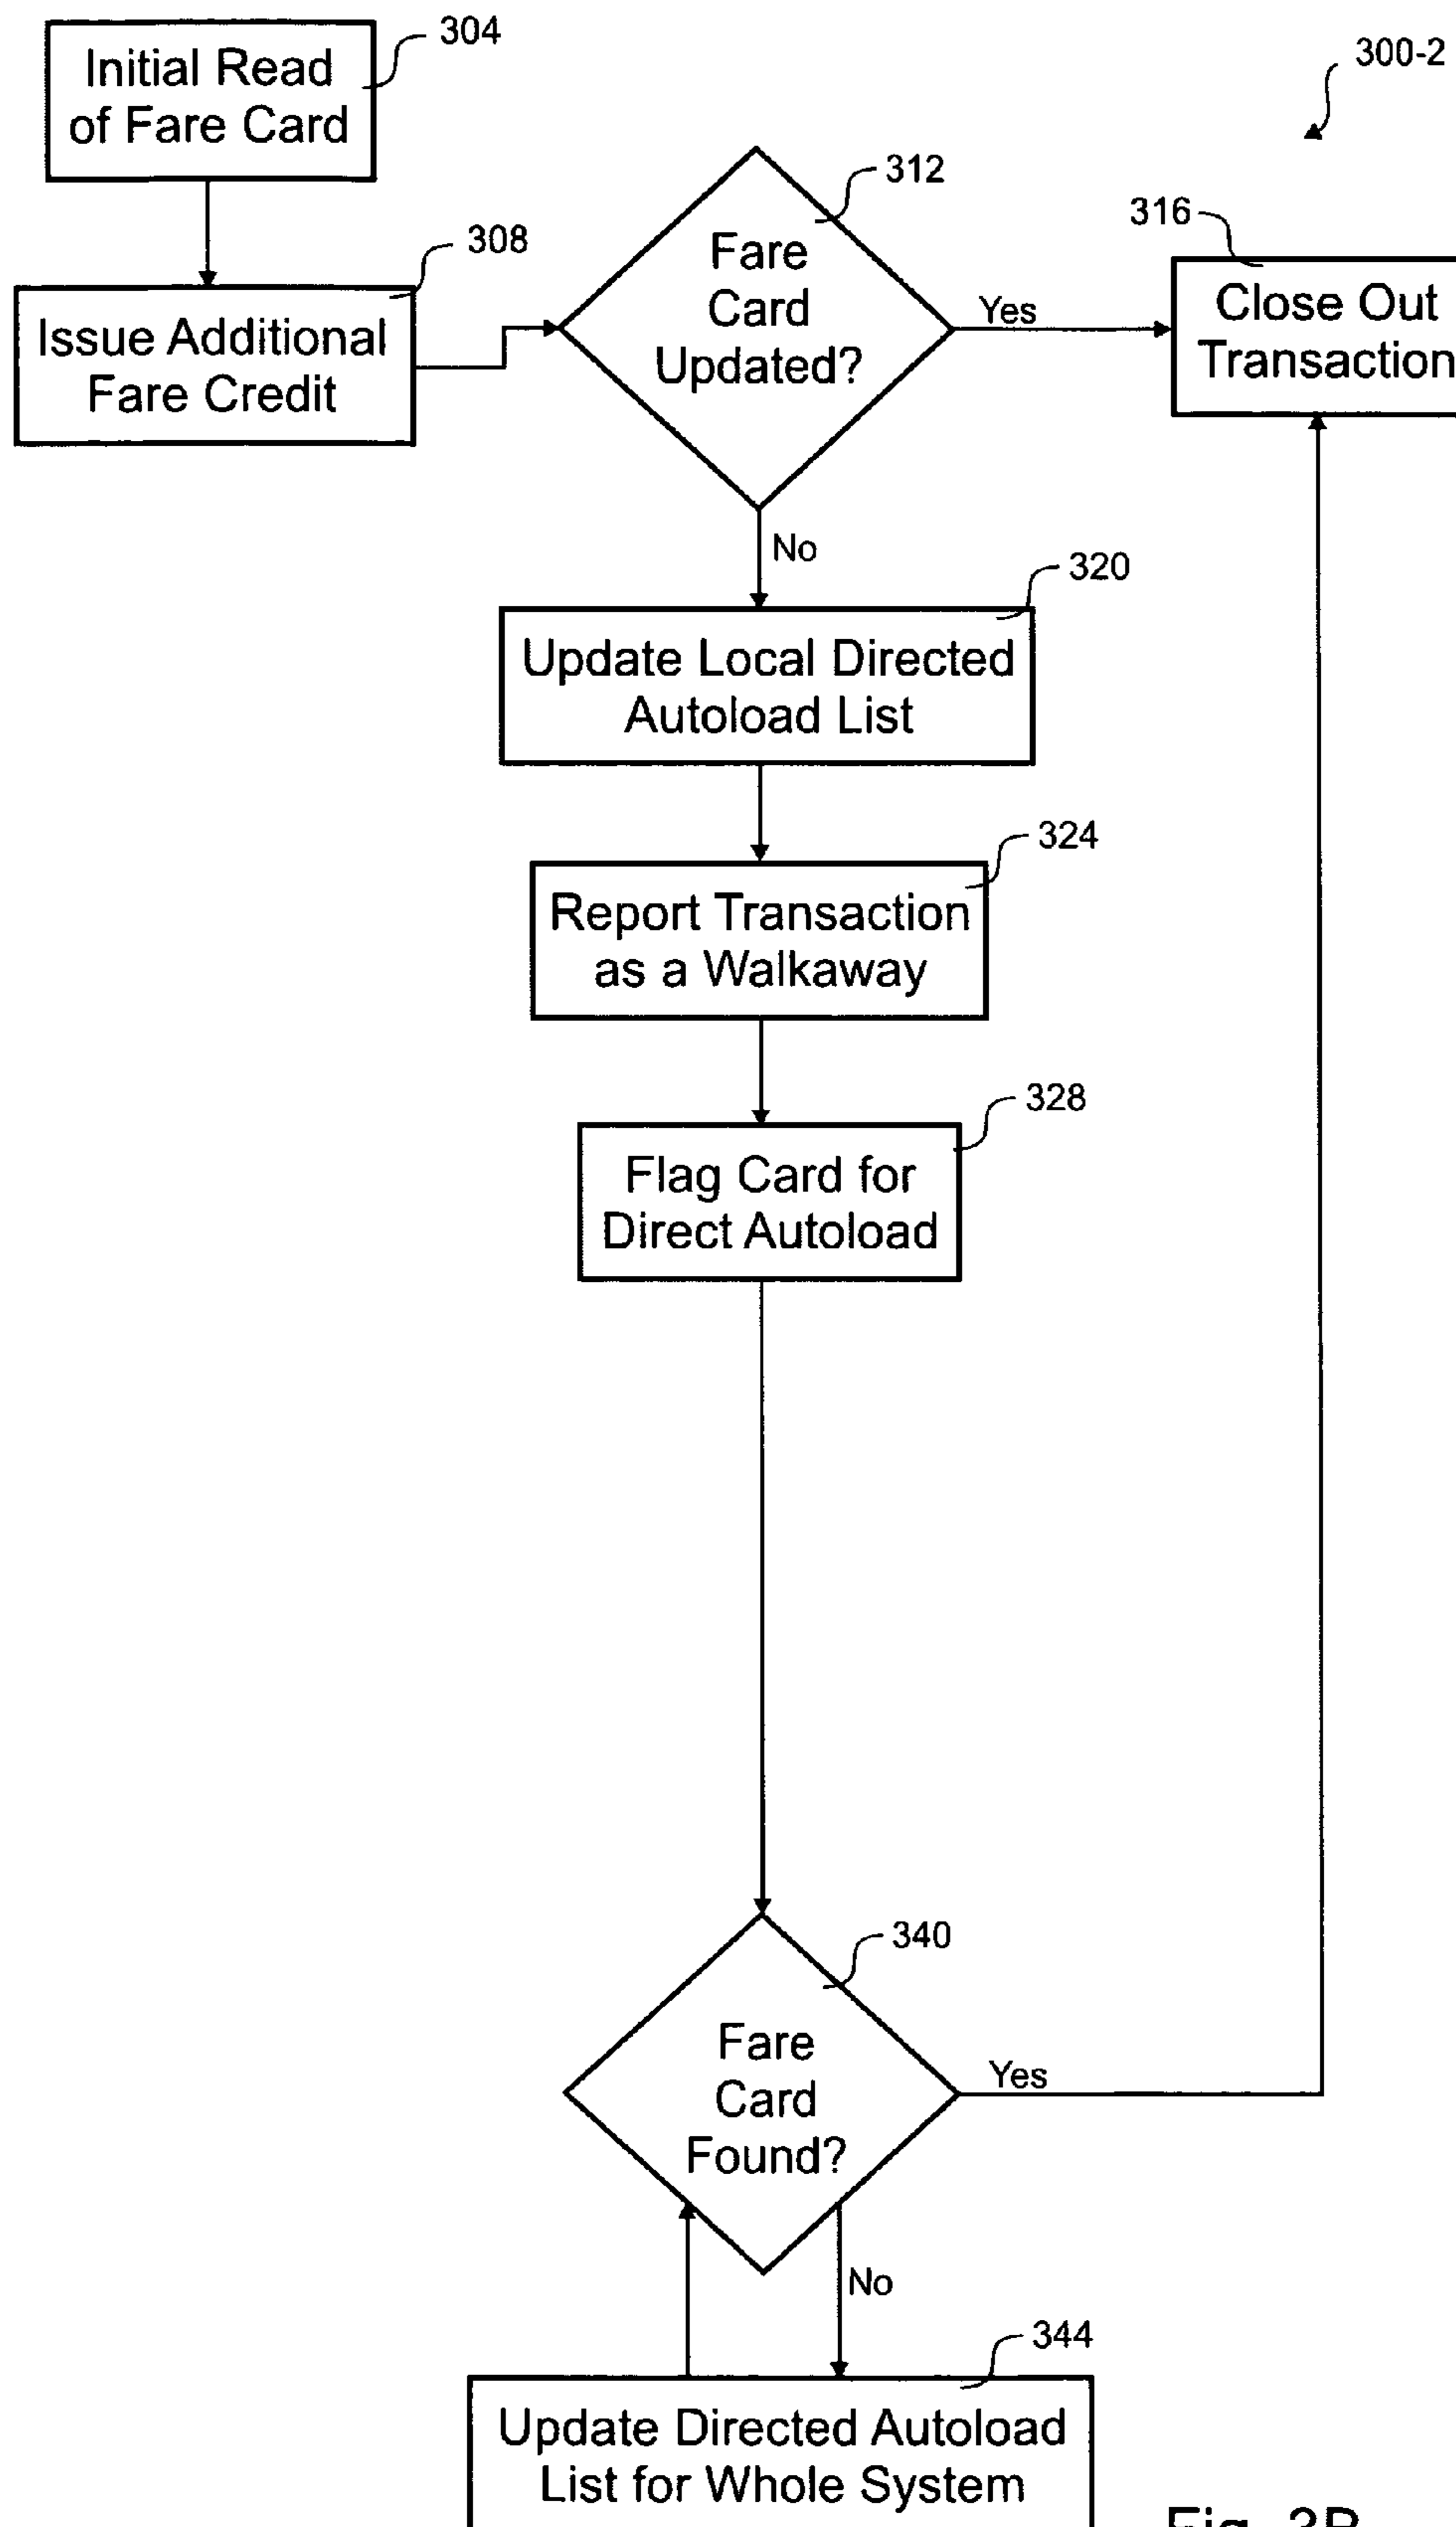 304
Initial Read
of Fare Card
300-2
312
316
308
Fare
Card
Updated?
Yes
Close Out
Transaction
Issue Additional
Fare Credit
No
320
Update Local Directed
Autoload List
324
Report Transaction
as a Walkaway
328
Flag Card for
Direct Autoload
340
Fare
Card
Found?
Yes
No
344
Update Directed Autoload
List for Whole System
Fig. 3B